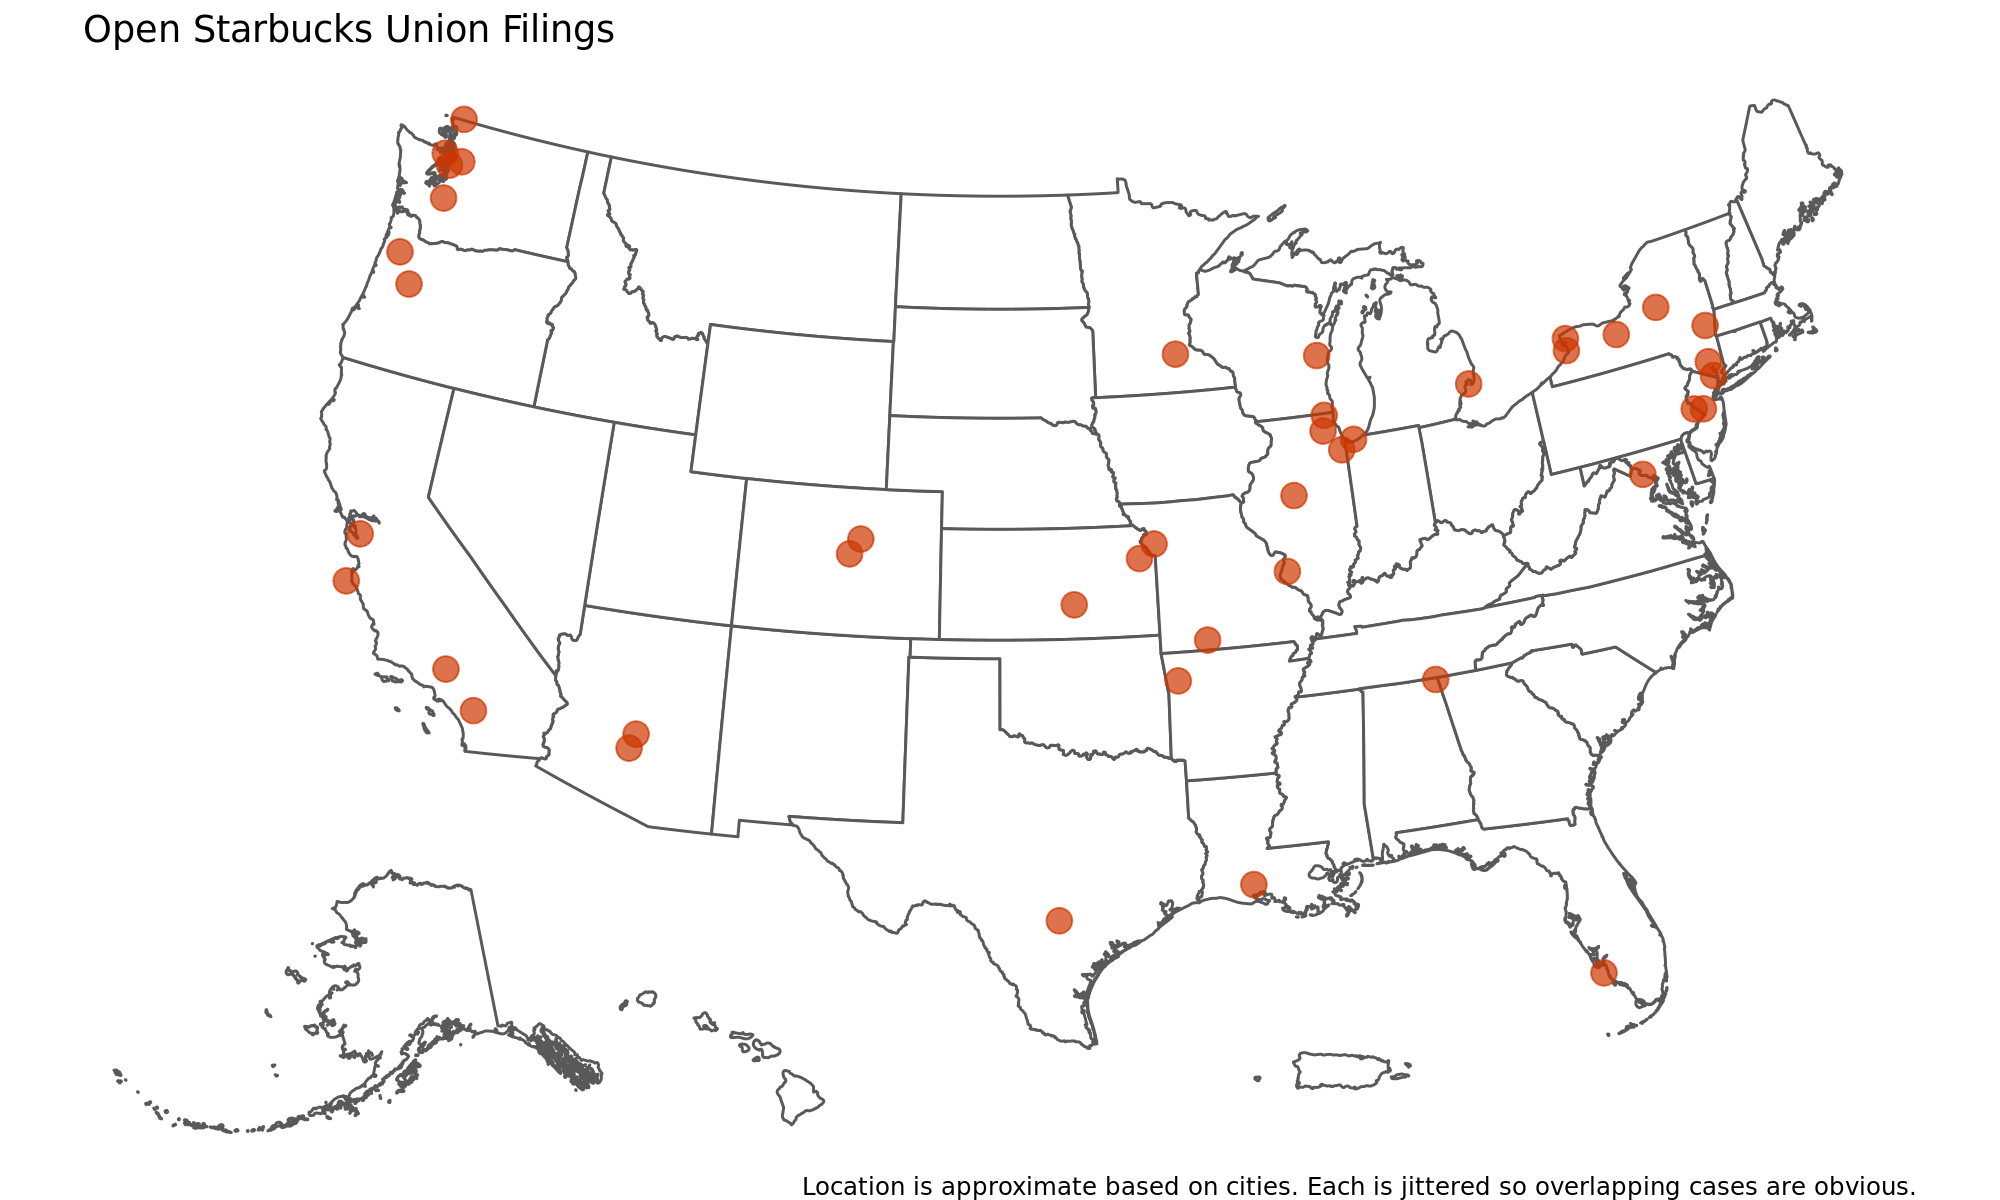 Open Starbucks Union Filings
Location is approximate based on cities. Each is jittered so overlapping cases are obvious.